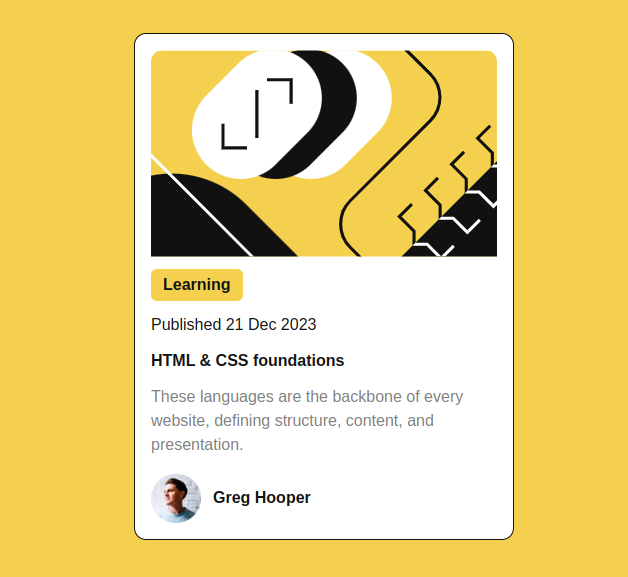 Learning
Published 21 Dec 2023
HTML & CSS foundations
These languages are the backbone of every
website, defining structure, content, and
presentation.
Greg Hooper